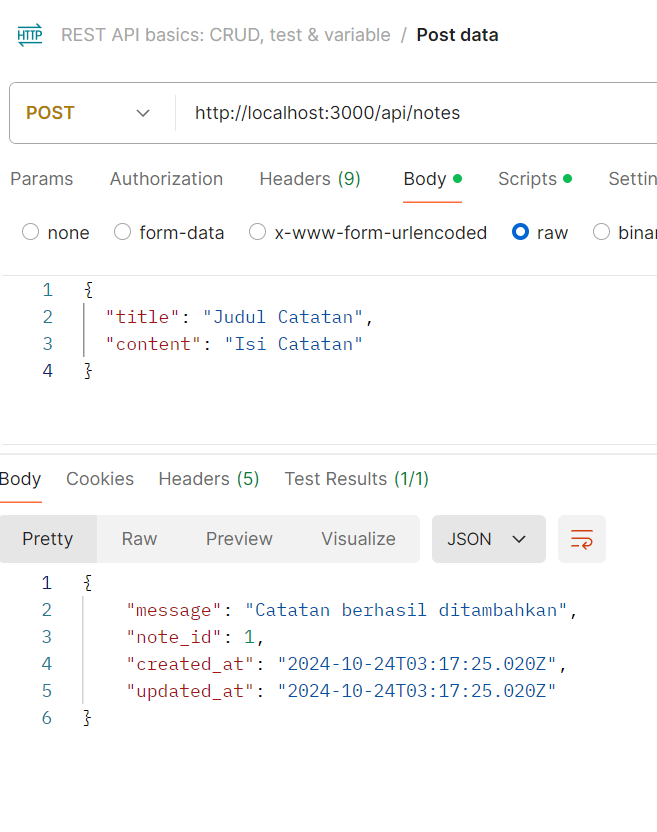 HTTP REST API basics: CRUD, test & variable / Post data
POST http://localhost:3000/api/notes
Params Authorization Headers (9) Body Scripts Settin
none form-data x-www-form-urlencoded raw binar
1 {
2 "title": "Judul Catatan",
3 "content": "Isi Catatan"
4 }
Body Cookies Headers (5) Test Results (1/1)
Pretty Raw Preview Visualize JSON
1 {
2 "message": "Catatan berhasil ditambahkan",
3 "note_id": 1,
4 "created_at": "2024-10-24T03:17:25.020Z",
5 "updated_at": "2024-10-24T03:17:25.020Z"
6 }